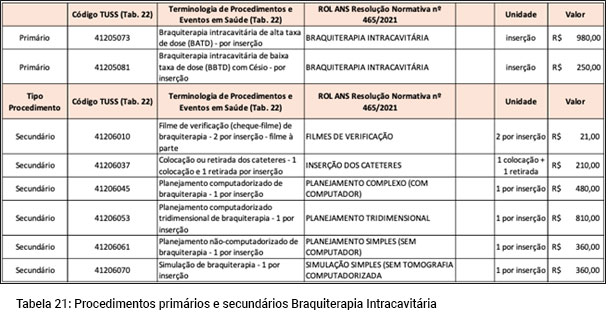 Código TUSS (Tab. 22) Terminologia de Procedimentos e Eventos em Saúde (Tab. 22) ROL ANS Resolução Normativa nº 465/2021 Unidade Valor
Primário 41205073 Braquiterapia intracavitária de alta taxa de dose (BATD) - por inserção BRAQUITERAPIA INTRACAVITÁRIA inserção R$ 980,00
Primário 41205081 Braquiterapia intracavitária de baixa taxa de dose (BBTD) com Césio - por inserção BRAQUITERAPIA INTRACAVITÁRIA inserção R$ 250,00
Tipo Procedimento Código TUSS (Tab. 22) Terminologia de Procedimentos e Eventos em Saúde (Tab. 22) ROL ANS Resolução Normativa nº 465/2021 Unidade Valor
Secundário 41206010 Filme de verificação (cheque-filme) de braquiterapia - 2 por inserção - filme à parte FILMES DE VERIFICAÇÃO 2 por inserção R$ 21,00
Secundário 41206037 Colocação ou retirada dos cateteres - 1 colocação e 1 retirada por inserção INSERÇÃO DOS CATETERES 1 colocação + 1 retirada R$ 210,00
Secundário 41206045 Planejamento computadorizado de braquiterapia - 1 por inserção PLANEJAMENTO COMPLEXO (COM COMPUTADOR) 1 por inserção R$ 480,00
Secundário 41206053 Planejamento computadorizado tridimensional de braquiterapia - 1 por inserção PLANEJAMENTO TRIDIMENSIONAL 1 por inserção R$ 810,00
Secundário 41206061 Planejamento não-computadorizado de braquiterapia - 1 por inserção PLANEJAMENTO SIMPLES (SEM COMPUTADOR) 1 por inserção R$ 360,00
Secundário 41206070 Simulação de braquiterapia - 1 por inserção SIMULAÇÃO SIMPLES (SEM TOMOGRAFIA COMPUTADORIZADA 1 por inserção R$ 360,00
Tabela 21: Procedimentos primários e secundários Braquiterapia Intracavitária